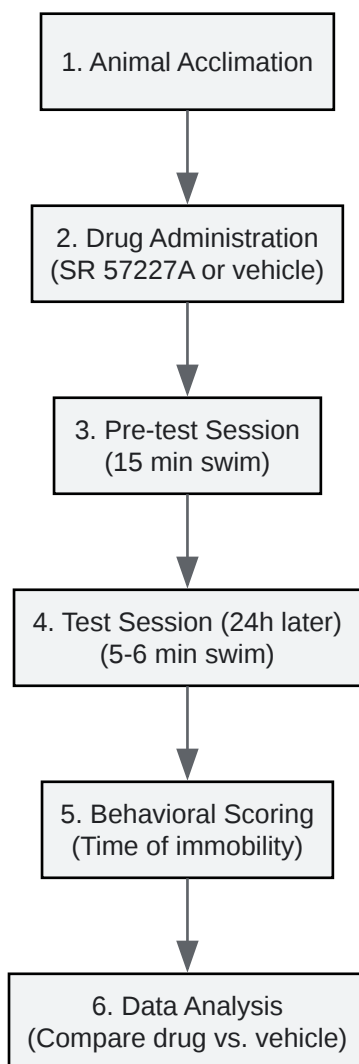 1. Animal Acclimation
2. Drug Administration
(SR 57227A or vehicle)
3. Pre-test Session
(15 min swim)
4. Test Session (24h later)
(5-6 min swim)
5. Behavioral Scoring
(Time of immobility)
6. Data Analysis
(Compare drug vs. vehicle)